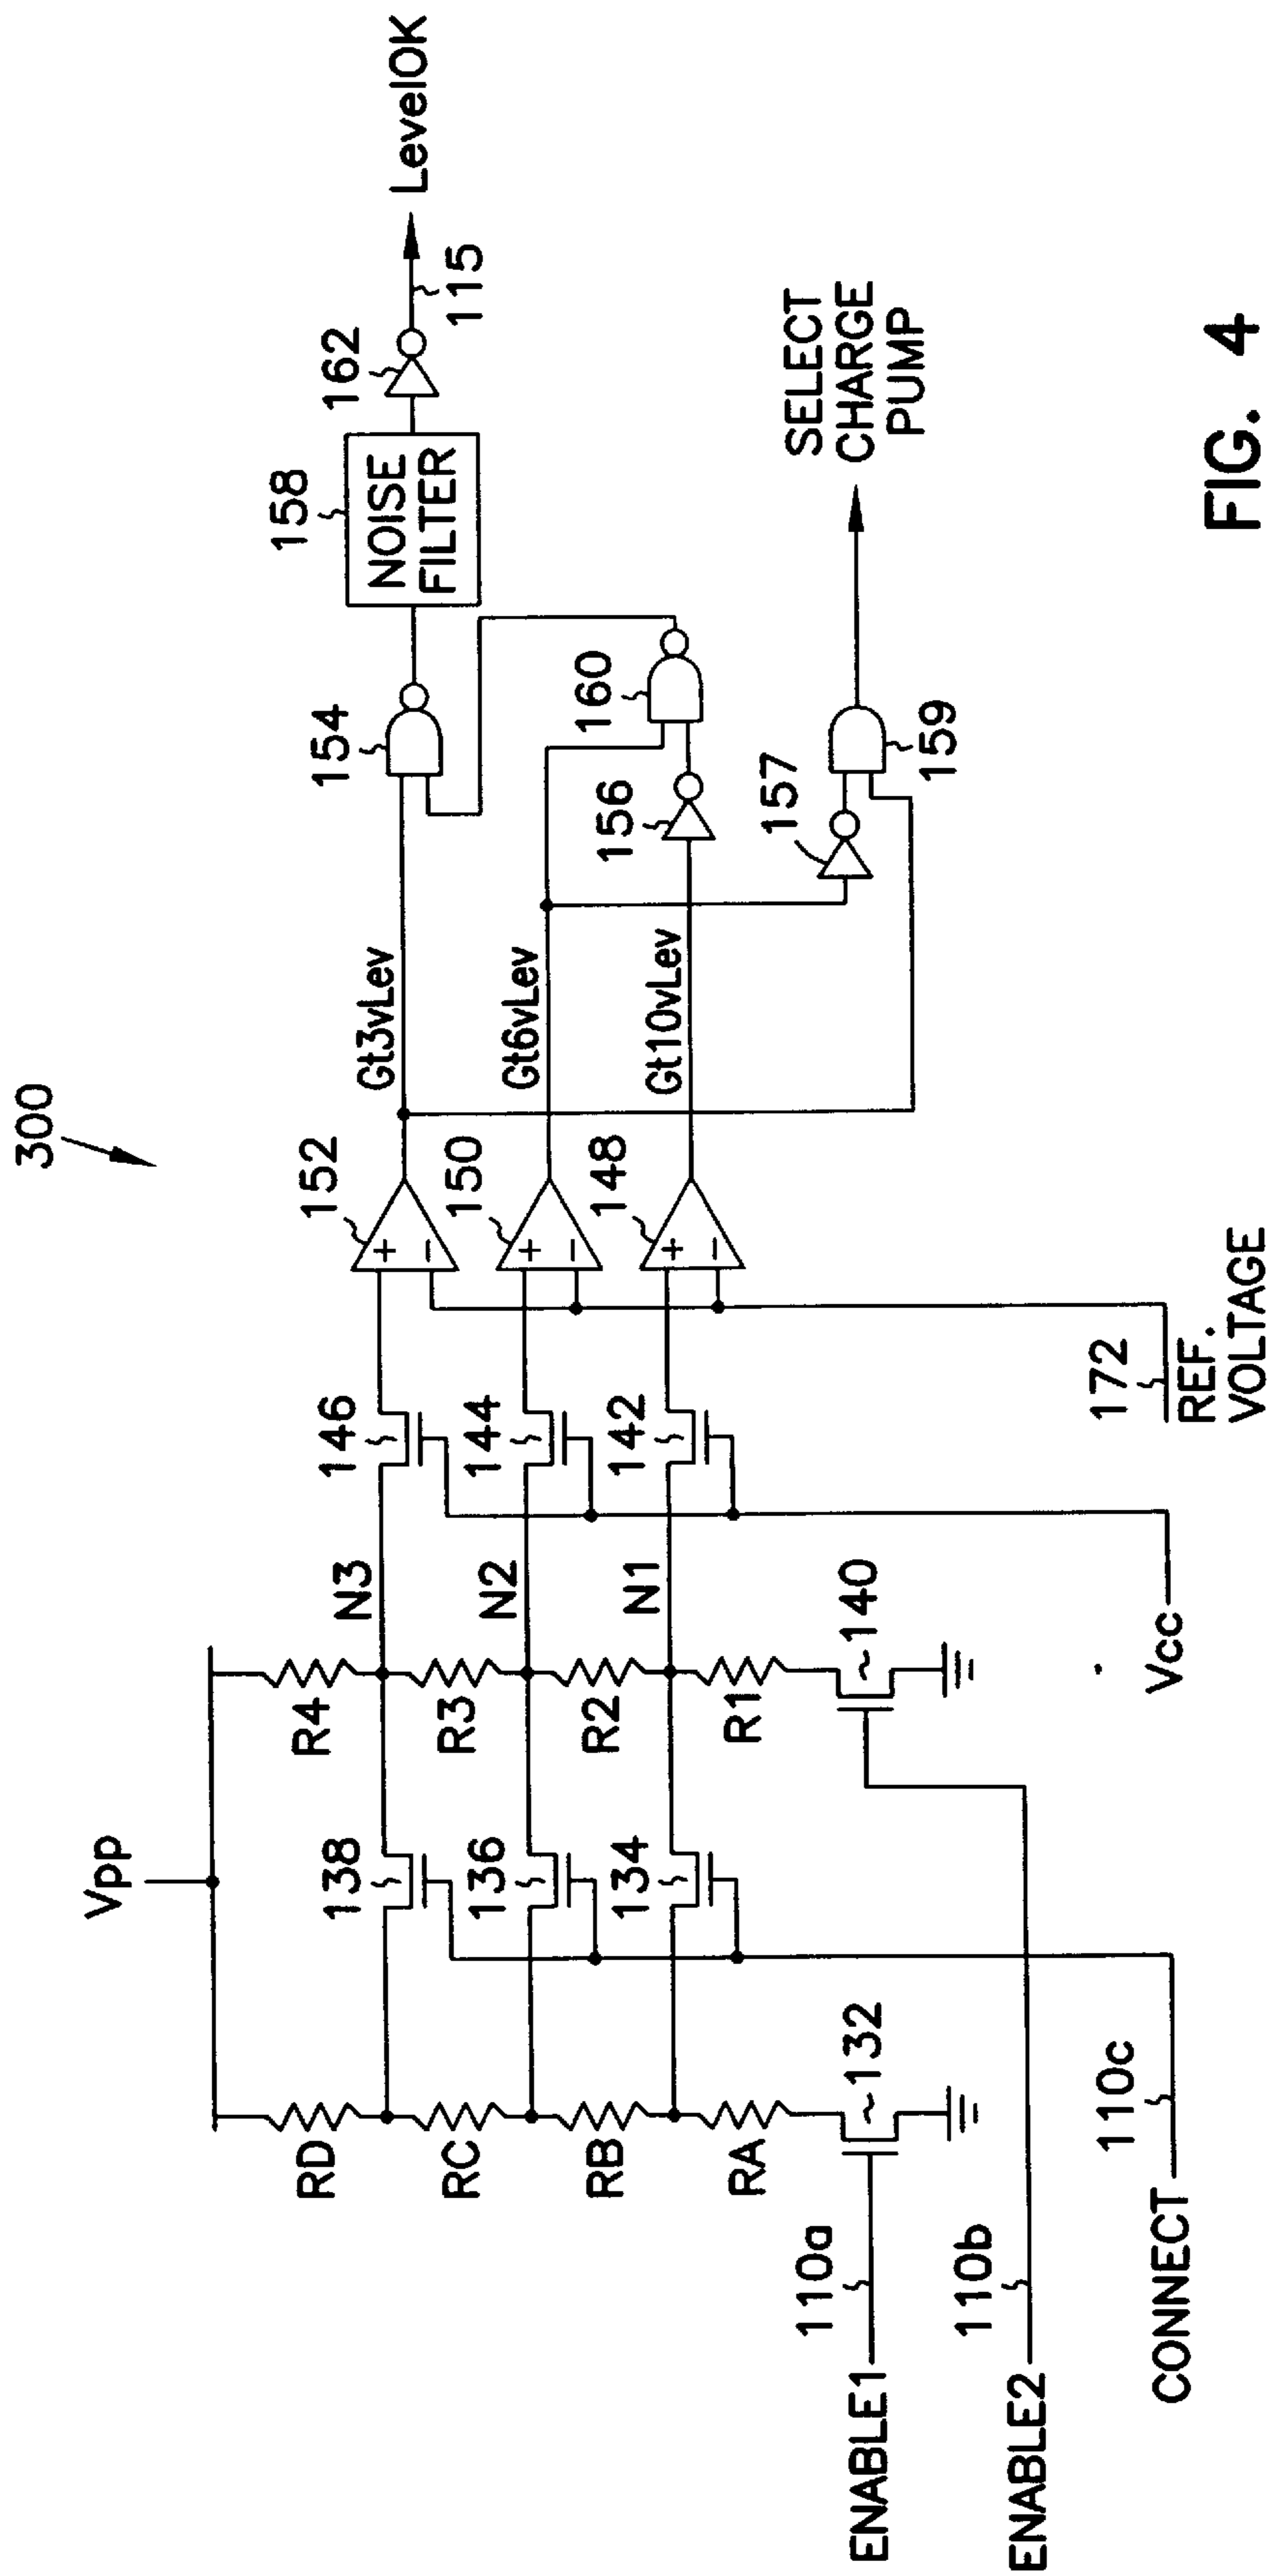 300
Vpp
RD
RC
RB
RA
R4
R3
R2
R1
N3
N2
N1
138
136
134
132
140
146
144
142
152
150
148
+
−
+
−
+
−
Gt3vLev
Gt6vLev
Gt10vLev
154
156
157
160
159
158
NOISE
FILTER
162
115
LevelOK
SELECT
CHARGE
PUMP
ENABLE1
110a
ENABLE2
110b
CONNECT
110c
Vcc
172
REF.
VOLTAGE
FIG. 4